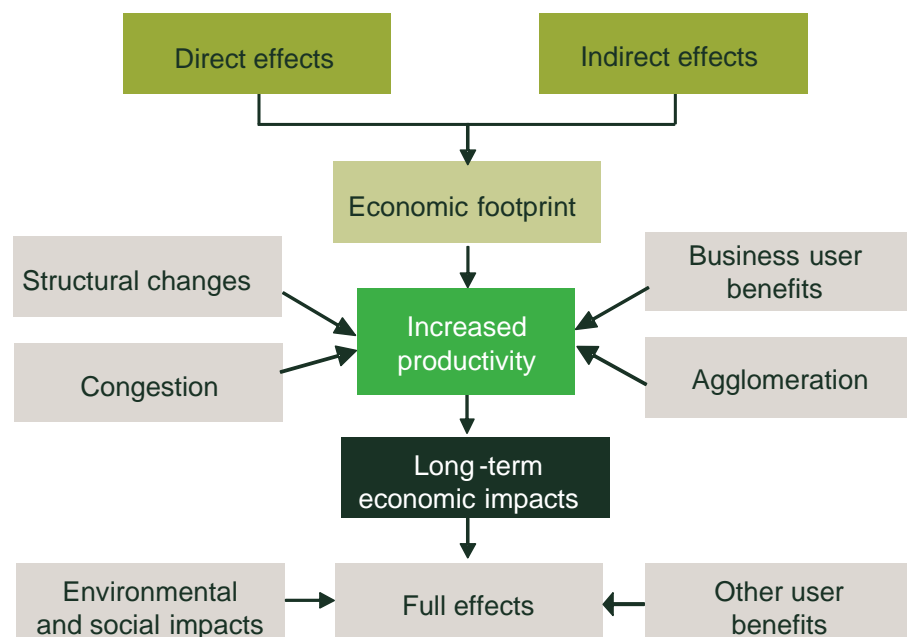 Direct effects
Indirect effects
Economic footprint
Structural changes
Business user
benefits
Increased
productivity
Congestion
Agglomeration
Long-term
economic impacts
Environmental
and social impacts
Full effects
Other user
benefits